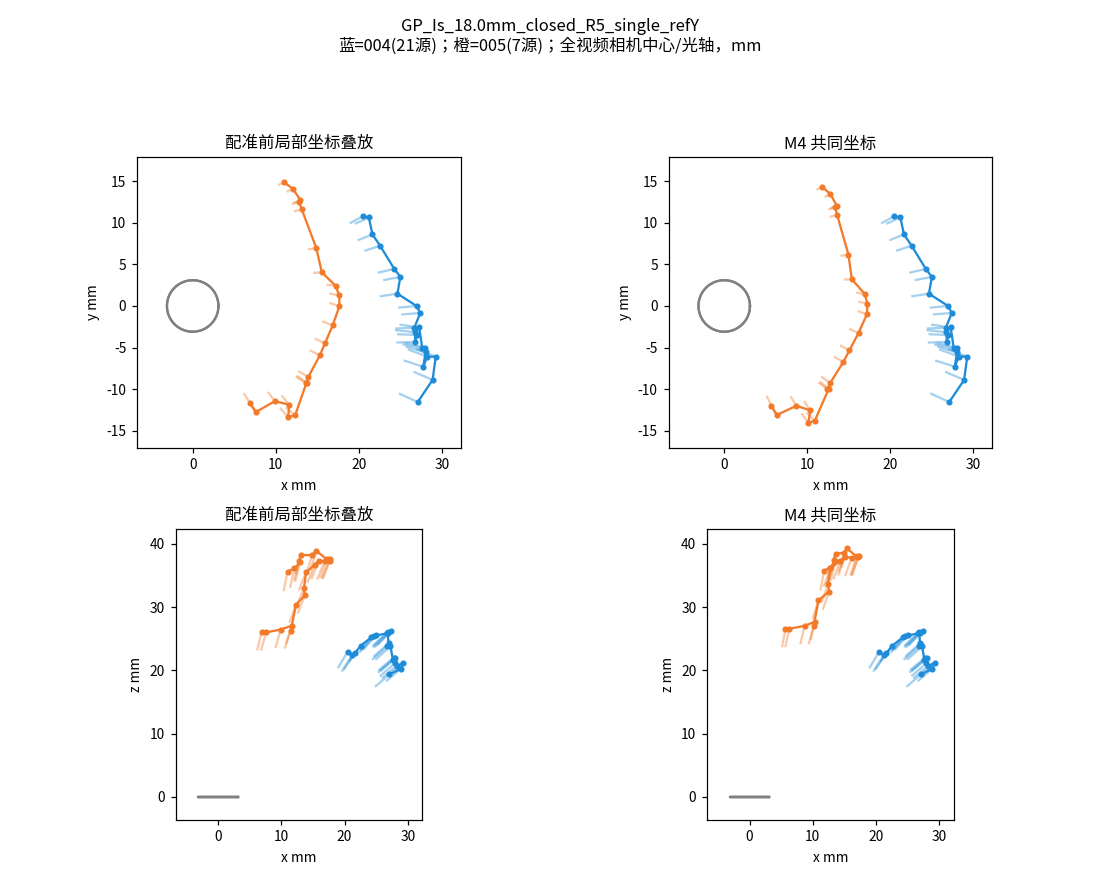 GP_Is_18.0mm_closed_R5_single_refY
蓝=004(21源)；橙=005(7源)；全视频相机中心/光轴，mm
配准前局部坐标叠放
15
10
5
0
-5
-10
-15
y mm
0
10
20
30
x mm
M4 共同坐标
15
10
5
0
-5
-10
-15
y mm
0
10
20
30
x mm
配准前局部坐标叠放
40
30
20
10
0
z mm
0
10
20
30
x mm
M4 共同坐标
40
30
20
10
0
z mm
0
10
20
30
x mm